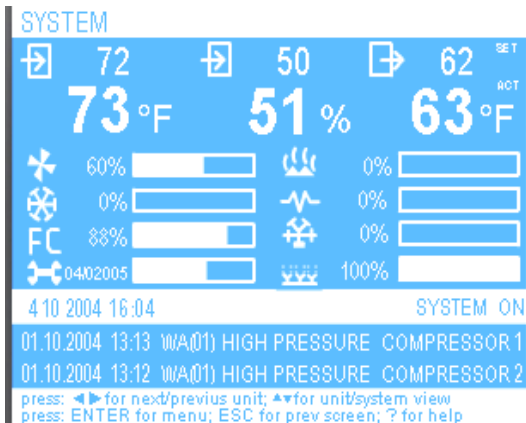 SYSTEM
72 50 62 SET
73 °F 51 % 63 °F ACT
60% 0%
0% 0%
FC 88% 0%
04/02005 100%
4 10 2004 16:04 SYSTEM ON
01.10.2004 13:13 WA(01) HIGH PRESSURE COMPRESSOR 1
01.10.2004 13:12 WA(01) HIGH PRESSURE COMPRESSOR 2
press: ◄►for next/previus unit; ▲▼for unit/system view
press: ENTER for menu; ESC for prev screen; ? for help